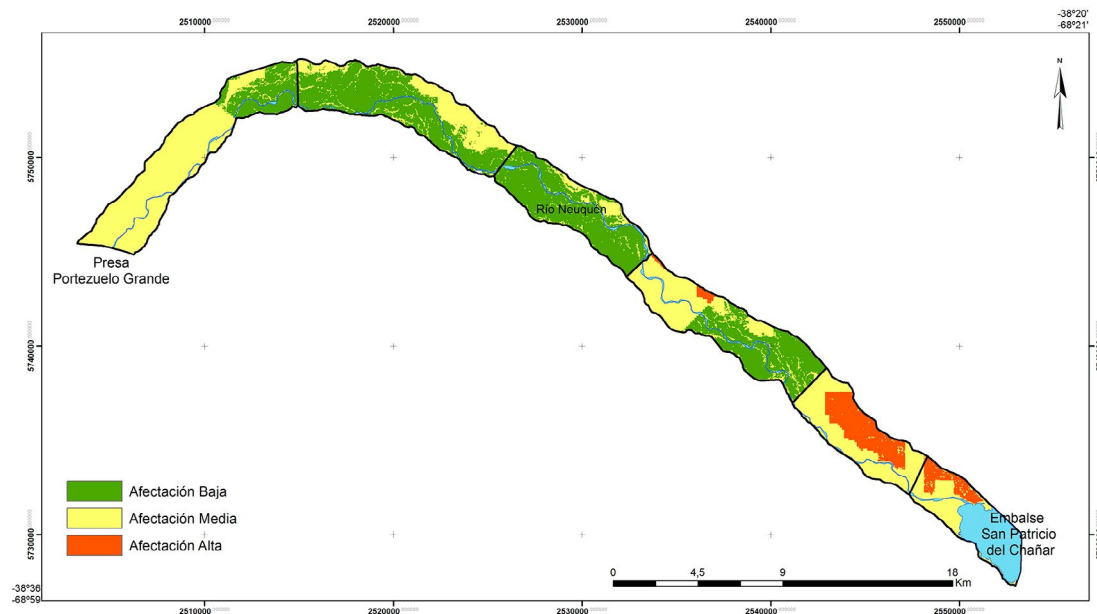 2510000 2520000 2530000 2540000 2550000
-38°20'
-68°21'
N
5750000
Río Neuquén
Presa
Portezuelo Grande
5740000
Afectación Baja
Afectación Media
Afectación Alta
Embalse
San Patricio
del Chañar
5730000
0 4,5 9 18
Km
-38°36
-68°59
2510000 2520000 2530000 2540000 2550000